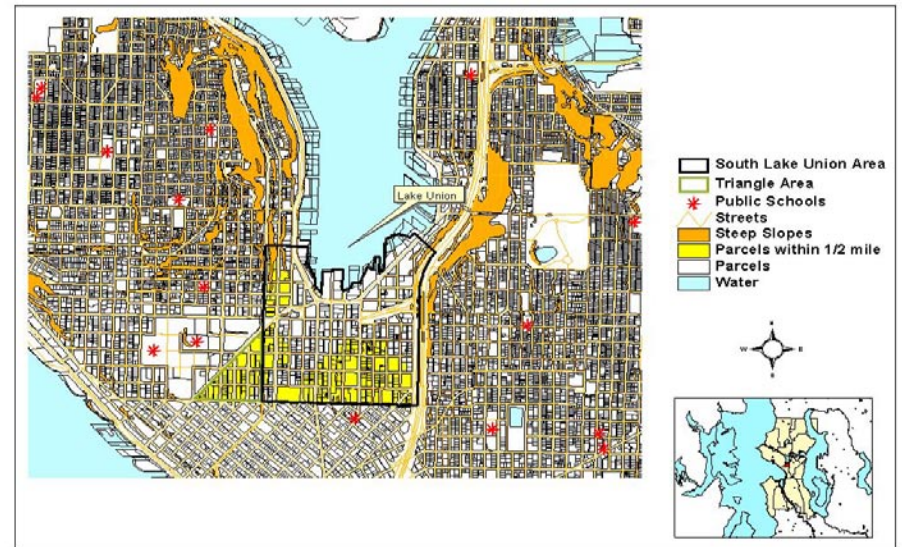 Lake Union
South Lake Union Area
Triangle Area
Public Schools
Streets
Steep Slopes
Parcels within 1/2 mile
Parcels
Water
W
E